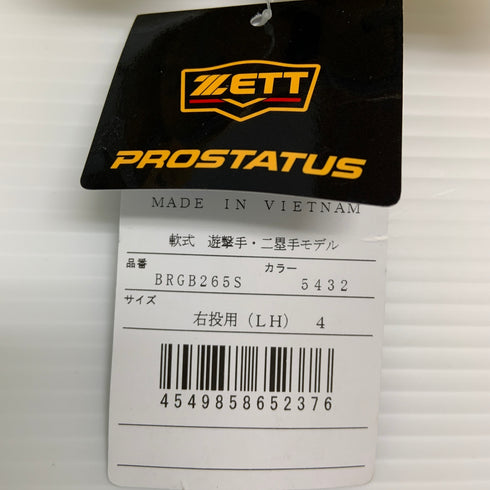 ZETT
PROSTATUS
MADE IN VIETNAM
軟式 遊撃手・二塁手モデル
品番 カラー
BRGB265S 5432
サイズ
右投用(LH) 4
4549858652376